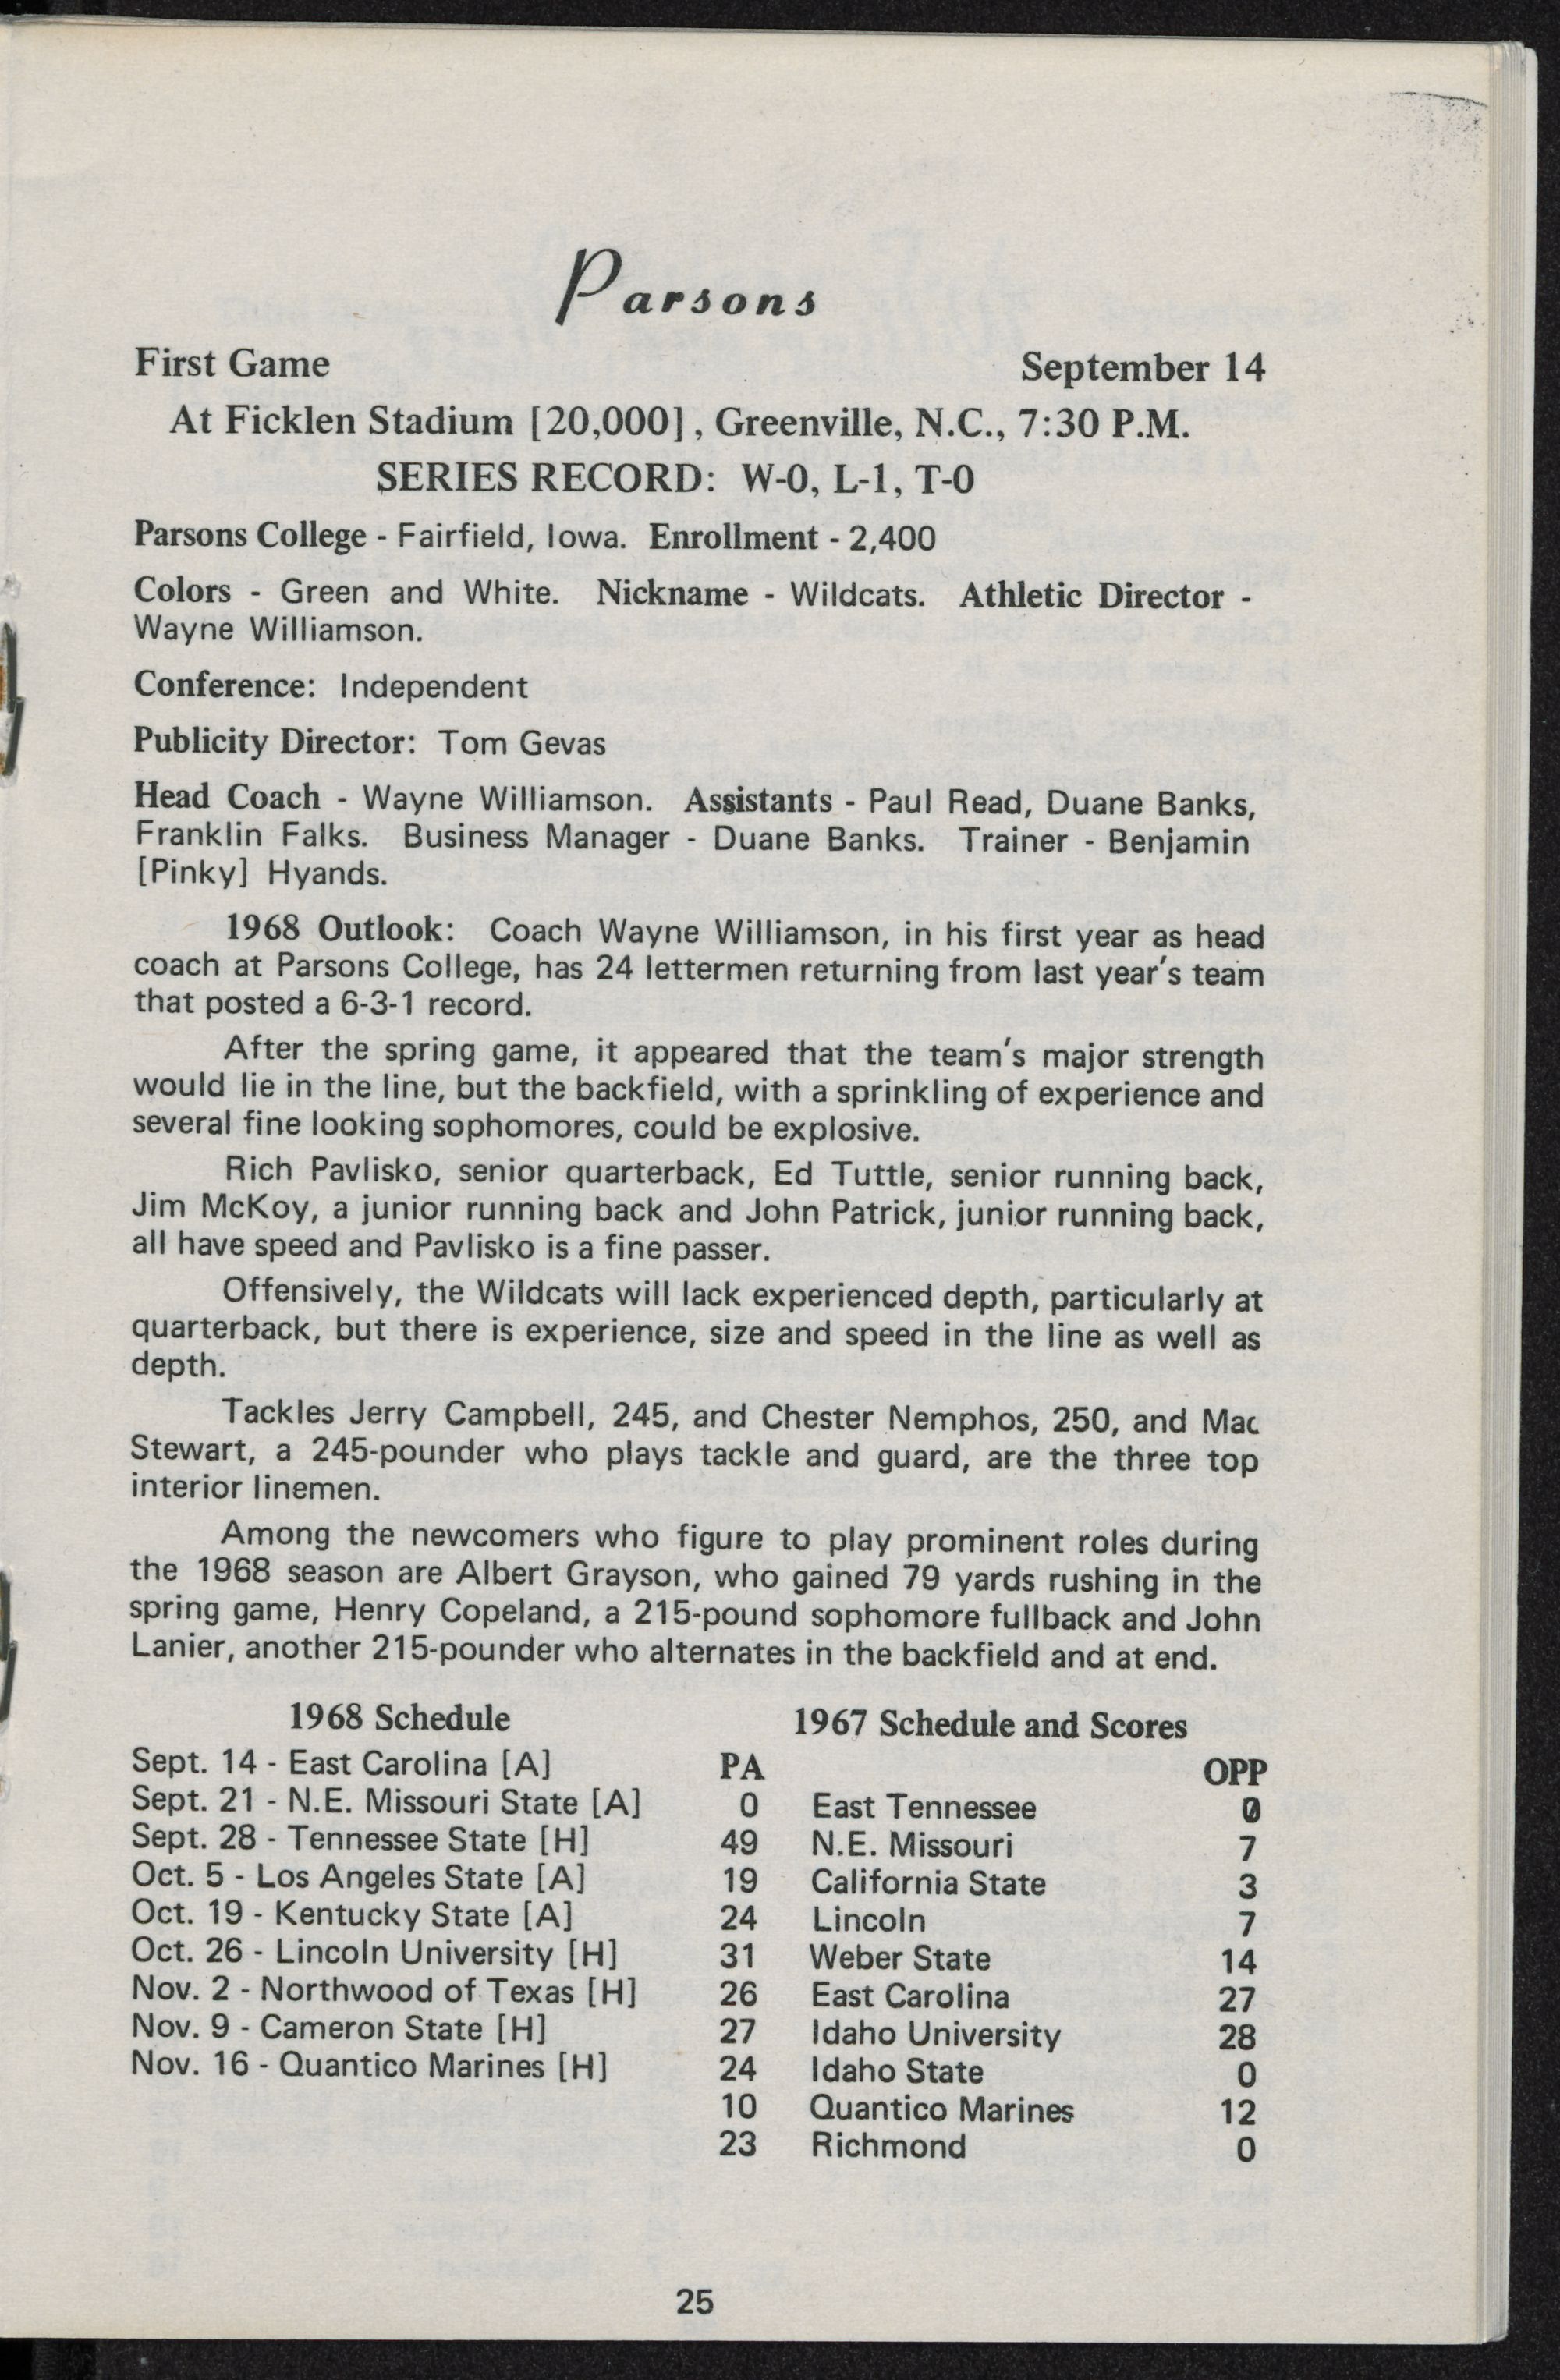 Parsons
First Game September 14
At Ficklen Stadium [20,000], Greenville, N.C., 7:30 P.M.
SERIES RECORD: W-0, L-1, T-0
Parsons College - Fairfield, Iowa. Enrollment - 2,400
Colors - Green and White. Nickname - Wildcats. Athletic Director -
Wayne Williamson.
Conference: Independent
Publicity Director: Tom Gevas
Head Coach - Wayne Williamson. Assistants - Paul Read, Duane Banks,
Franklin Falks. Business Manager - Duane Banks. Trainer - Benjamin
[Pinky] Hyands.
1968 Outlook: Coach Wayne Williamson, in his first year as head
coach at Parsons College, has 24 lettermen returning from last year's team
that posted a 6-3-1 record.
After the spring game, it appeared that the team's major strength
would lie in the line, but the backfield, with a sprinkling of experience and
several fine looking sophomores, could be explosive.
Rich Pavlisko, senior quarterback, Ed Tuttle, senior running back,
Jim McKoy, a junior running back and John Patrick, junior running back,
all have speed and Pavlisko is a fine passer.
Offensively, the Wildcats will lack experienced depth, particularly at
quarterback, but there is experience, size and speed in the line as well as
depth.
Tackles Jerry Campbell, 245, and Chester Nemphos, 250, and Mac
Stewart, a 245-pounder who plays tackle and guard, are the three top
interior linemen.
Among the newcomers who figure to play prominent roles during
the 1968 season are Albert Grayson, who gained 79 yards rushing in the
spring game, Henry Copeland, a 215-pound sophomore fullback and John
Lanier, another 215-pounder who alternates in the backfield and at end.
1968 Schedule
Sept. 14 - East Carolina [A]
Sept. 21 - N.E. Missouri State [A]
Sept. 28 - Tennessee State [H]
Oct. 5 - Los Angeles State [A]
Oct. 19 - Kentucky State [A]
Oct. 26 - Lincoln University [H]
Nov. 2 - Northwood of Texas [H]
Nov. 9 - Cameron State [H]
Nov. 16 - Quantico Marines [H]
1967 Schedule and Scores
PA OPP
0 East Tennessee 0
49 N.E. Missouri 7
19 California State 3
24 Lincoln 7
31 Weber State 14
26 East Carolina 27
27 Idaho University 28
24 Idaho State 0
10 Quantico Marines 12
23 Richmond 0
25